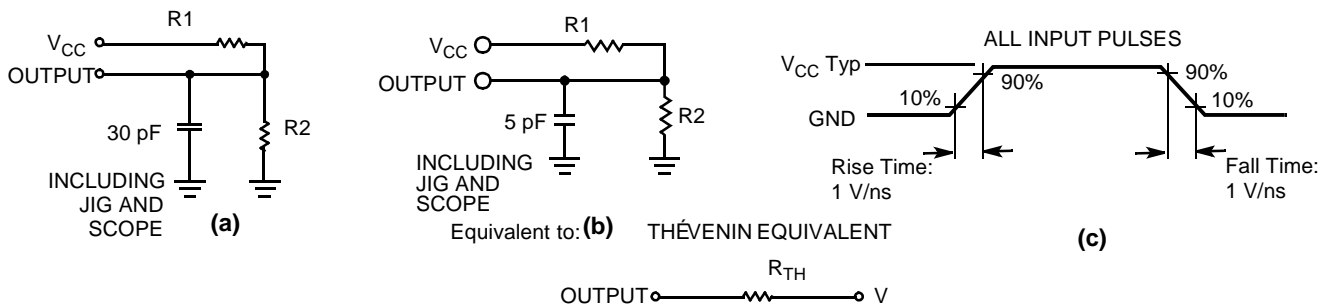 R1
V_CC
OUTPUT
30 pF
R2
INCLUDING
JIG AND
SCOPE
(a)
R1
V_CC
OUTPUT
5 pF
R2
INCLUDING
JIG AND
SCOPE
(b)
ALL INPUT PULSES
V_CC Typ
90%
90%
10%
10%
GND
Rise Time:
1 V/ns
Fall Time:
1 V/ns
(c)
Equivalent to:
THÉVENIN EQUIVALENT
R_TH
OUTPUT
V